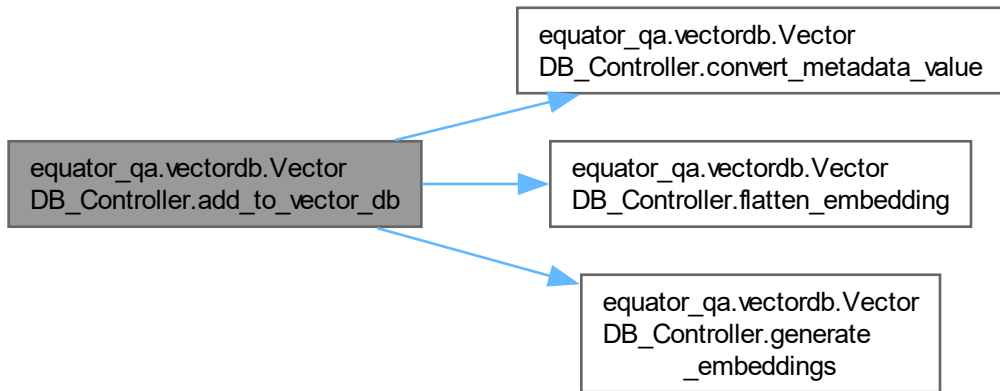 equator_qa.vectordb.Vector
DB_Controller.convert_metadata_value
equator_qa.vectordb.Vector
DB_Controller.add_to_vector_db
equator_qa.vectordb.Vector
DB_Controller.flatten_embedding
equator_qa.vectordb.Vector
DB_Controller.generate
_embeddings